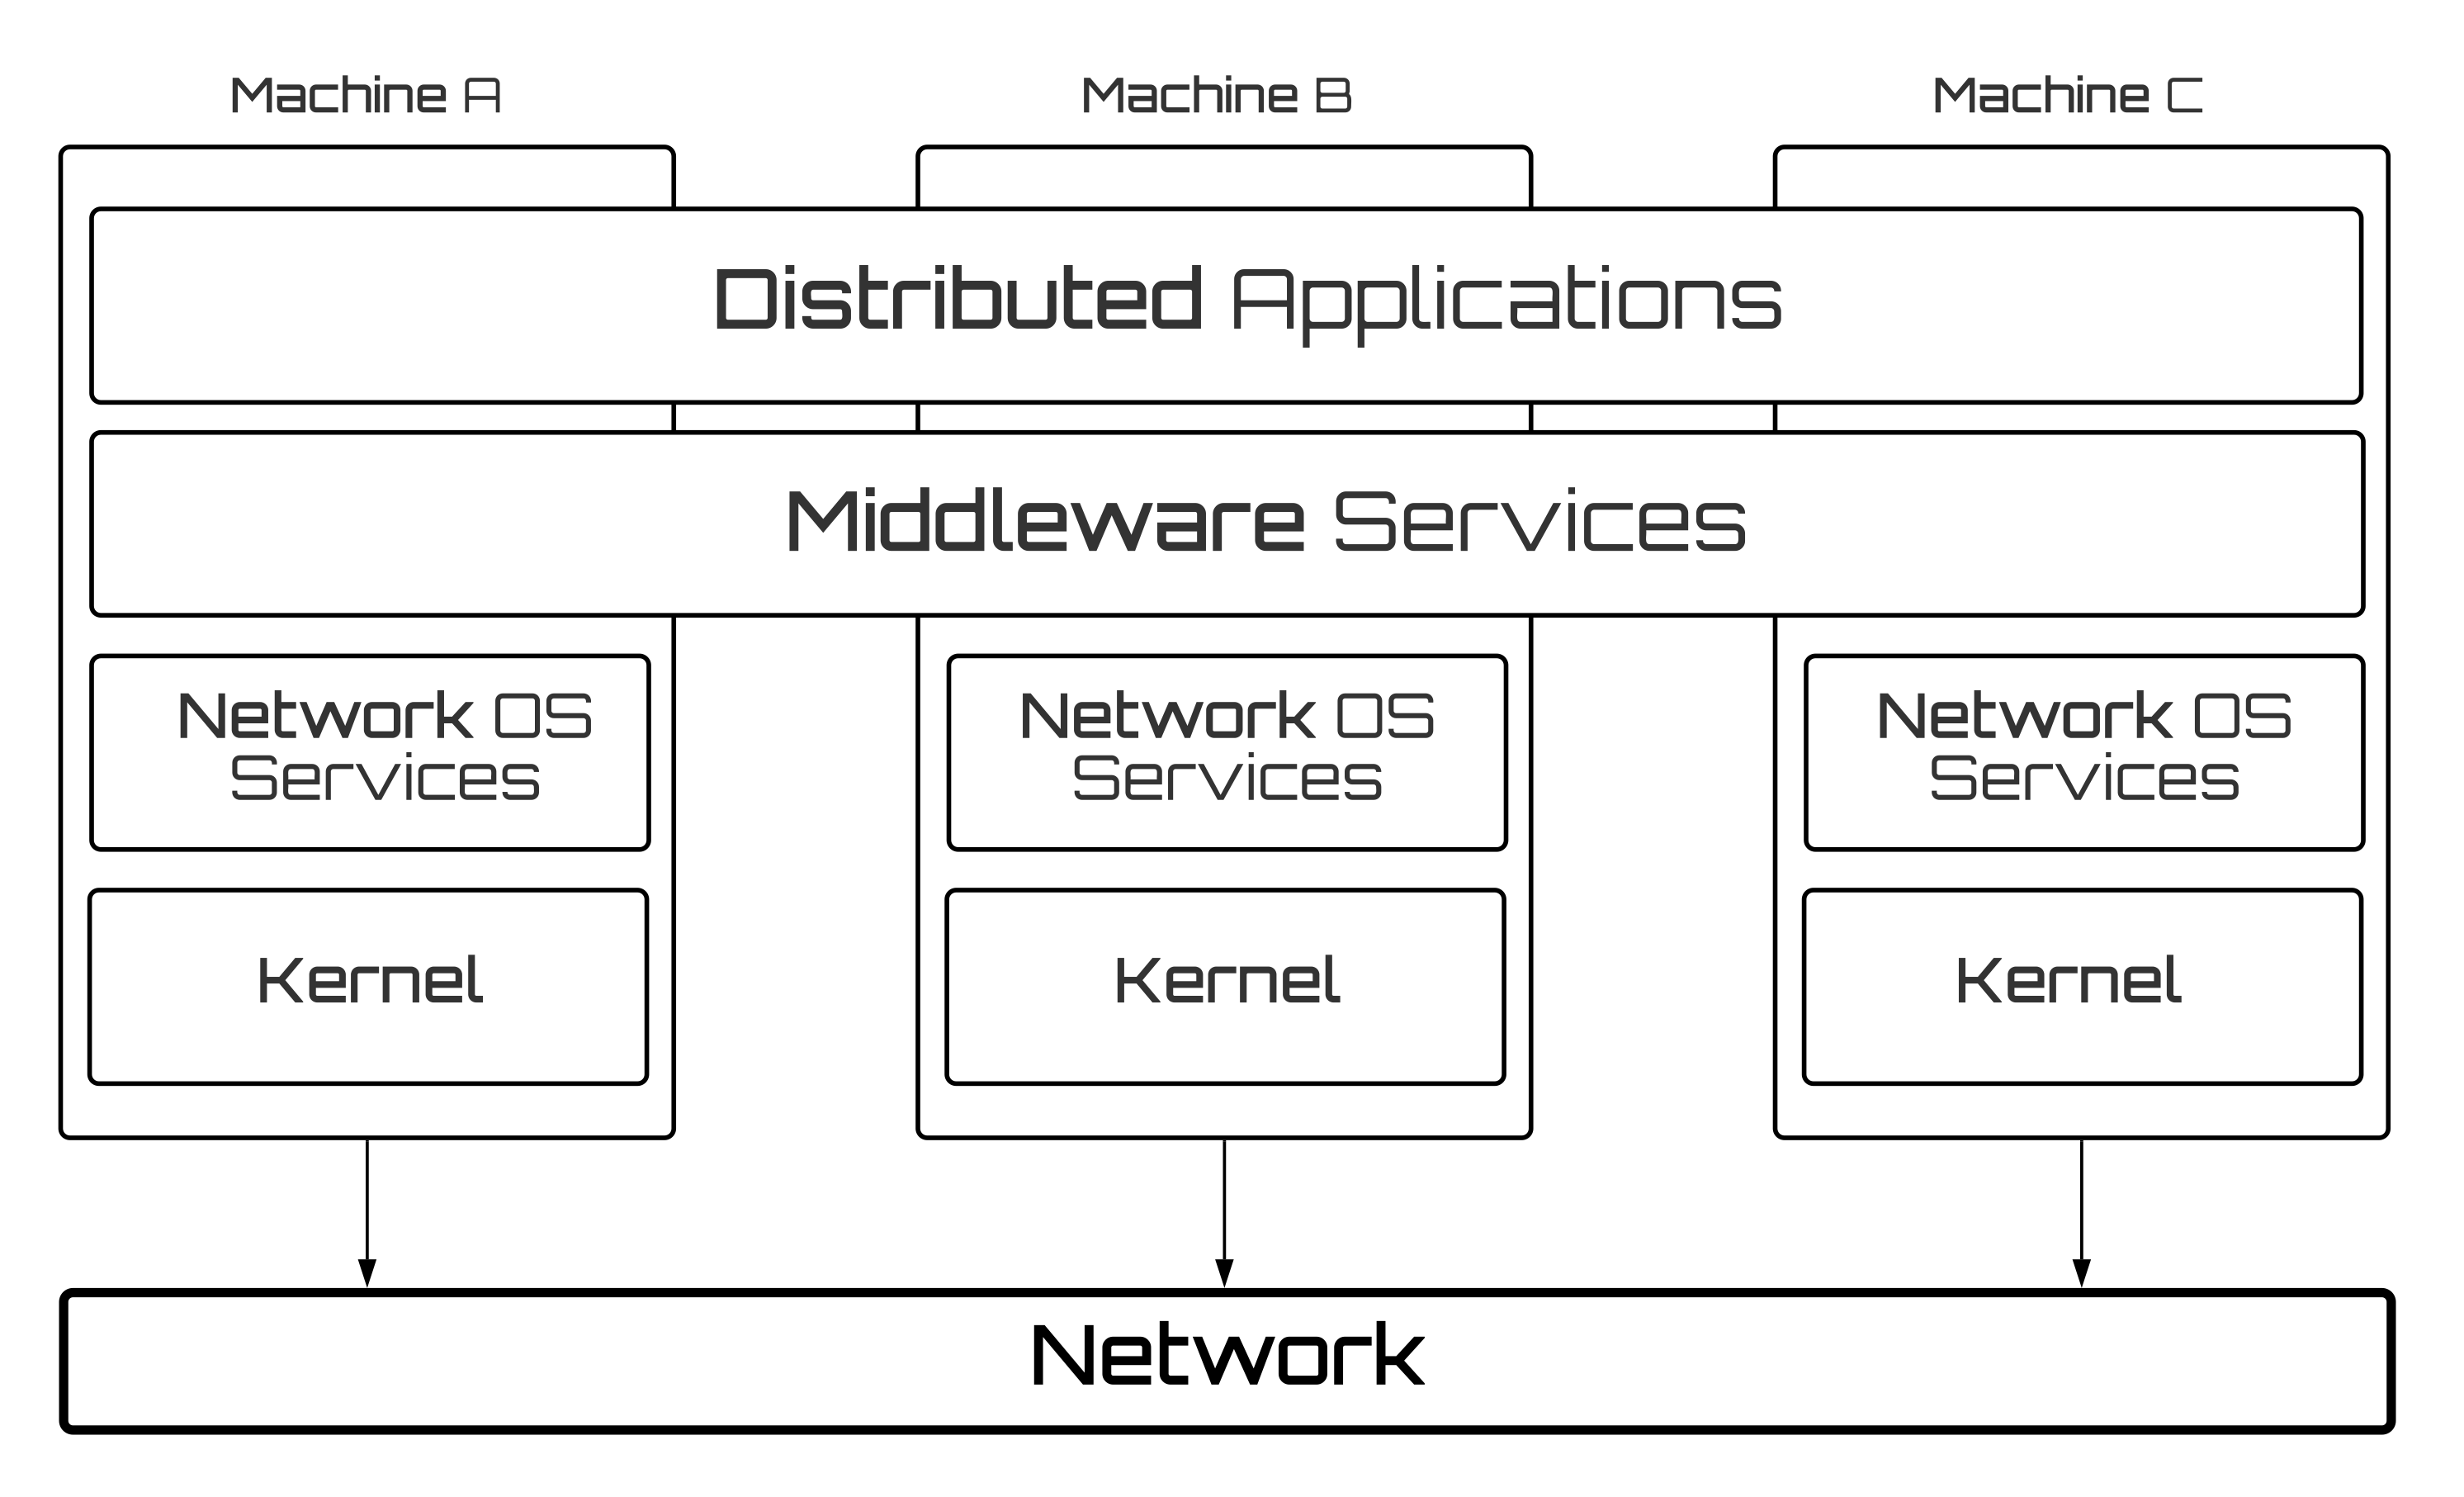 Machine A
Machine B
Machine C
Distributed Applications
Middleware Services
Network OS
Services
Network OS
Services
Network OS
Services
Kernel
Kernel
Kernel
Network